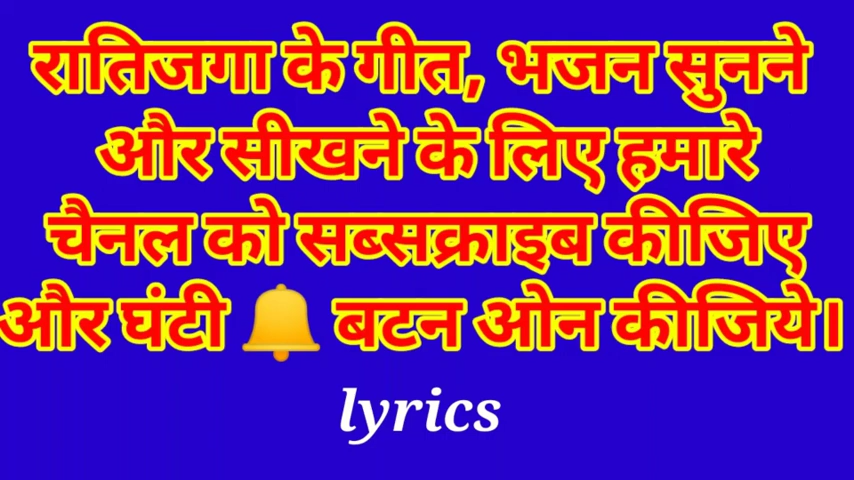 रातिजगा के गीत, भजन सुनने
और सीखने के लिए हमारे
चैनल को सब्सक्राइब कीजिए
और घंटी 🔔 बटन ओन कीजिये।
lyrics